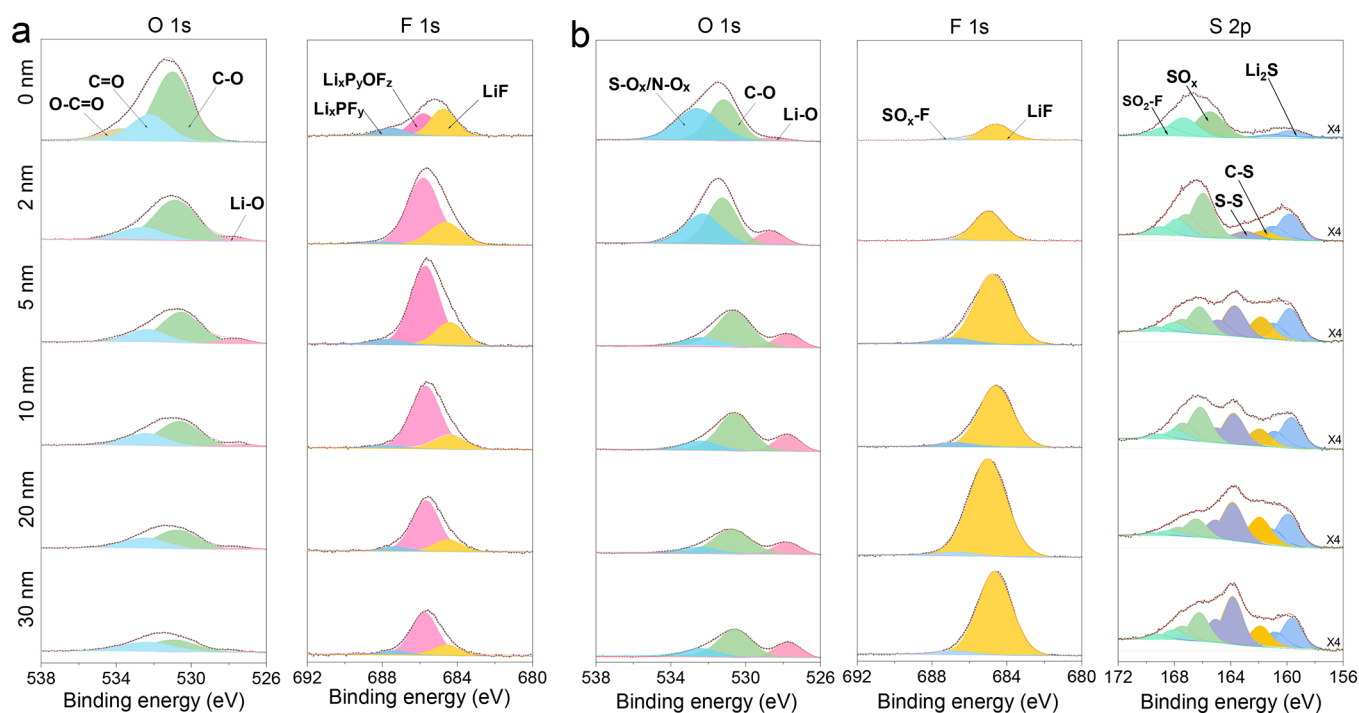 a
O 1s
F 1s
b
O 1s
F 1s
S 2p
0 nm
O-C=O
C=O
C-O
LiₓPᵧOF_z
LiₓPFᵧ
LiF
S-Oₓ/N-Oₓ
C-O
Li-O
SOₓ-F
LiF
SO₂-F
SOₓ
Li₂S
X4
2 nm
Li-O
C-S
S-S
X4
5 nm
X4
10 nm
X4
20 nm
X4
30 nm
X4
538 534 530 526
692 688 684 680
538 534 530 526
692 688 684 680
172 168 164 160 156
Binding energy (eV)
Binding energy (eV)
Binding energy (eV)
Binding energy (eV)
Binding energy (eV)